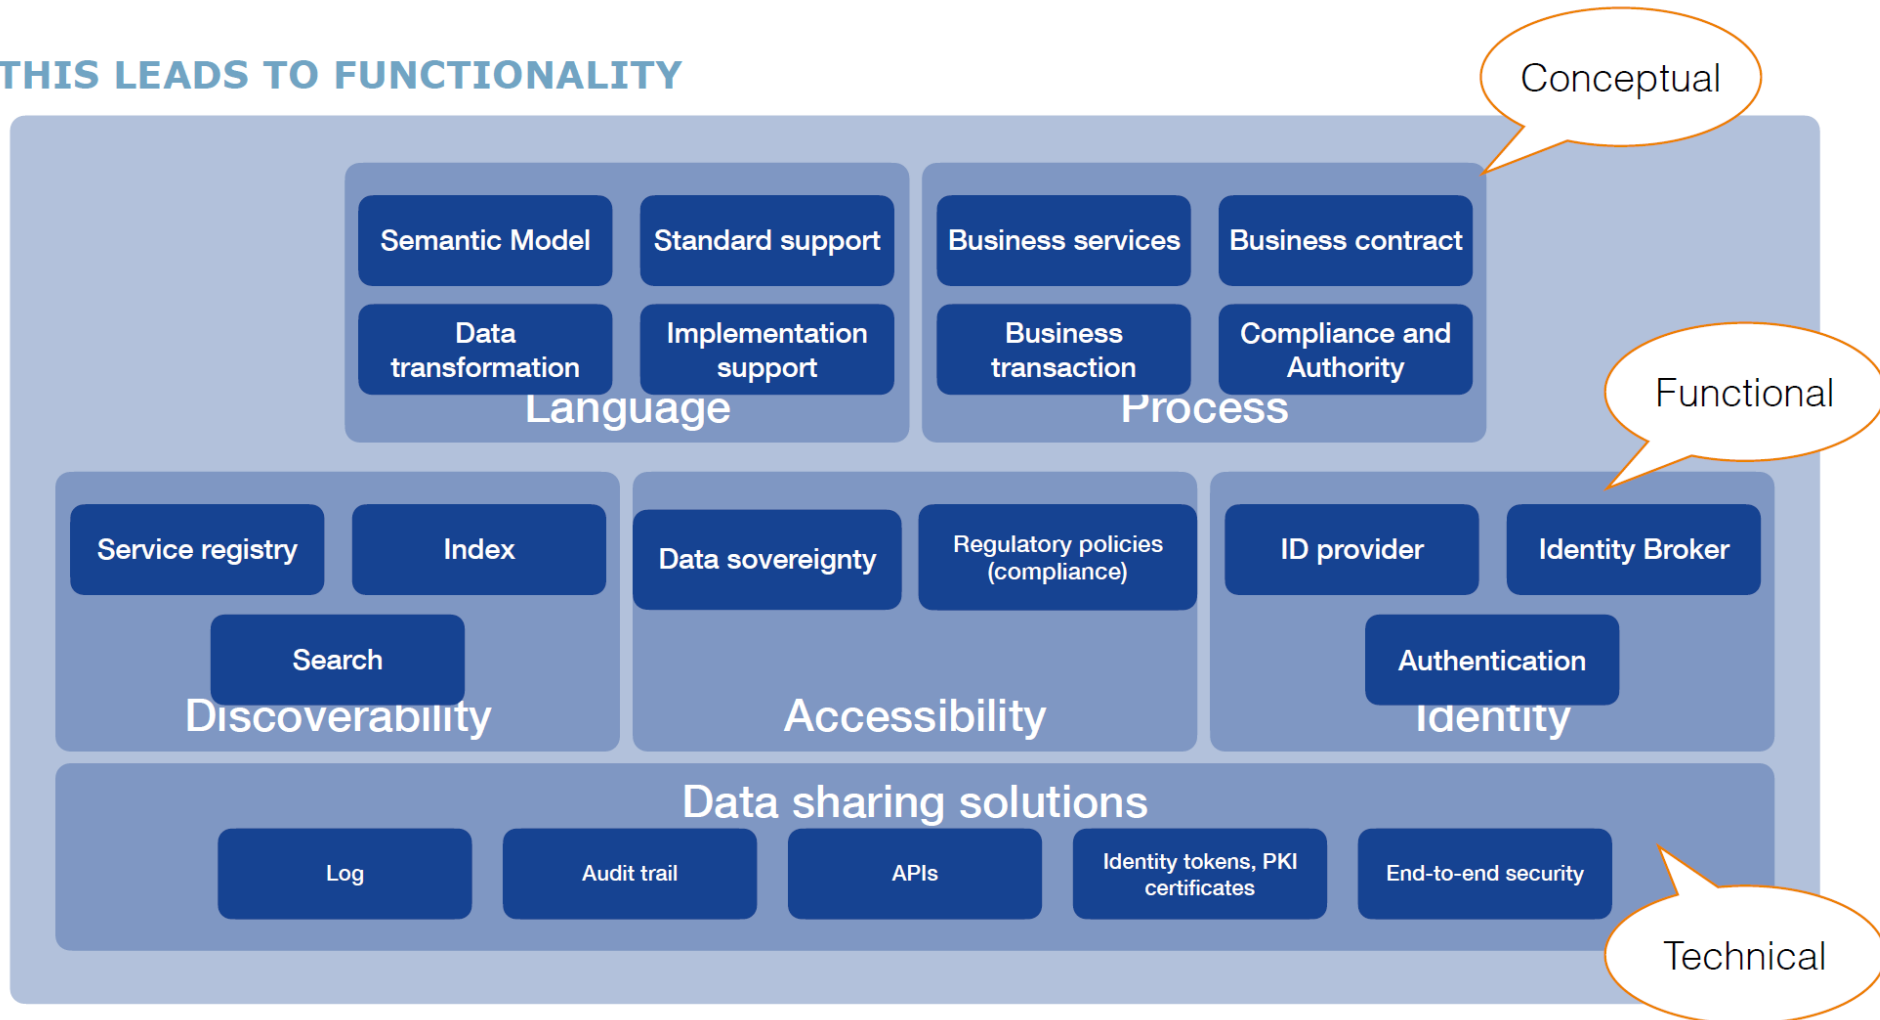 THIS LEADS TO FUNCTIONALITY
Conceptual
Semantic Model
Standard support
Business services
Business contract
Data
transformation
Implementation
support
Business
transaction
Compliance and
Authority
Language
Process
Functional
Service registry
Index
Data sovereignty
Regulatory policies
(compliance)
ID provider
Identity Broker
Search
Authentication
Discoverability
Accessibility
Identity
Data sharing solutions
Log
Audit trail
APIs
Identity tokens, PKI
certificates
End-to-end security
Technical